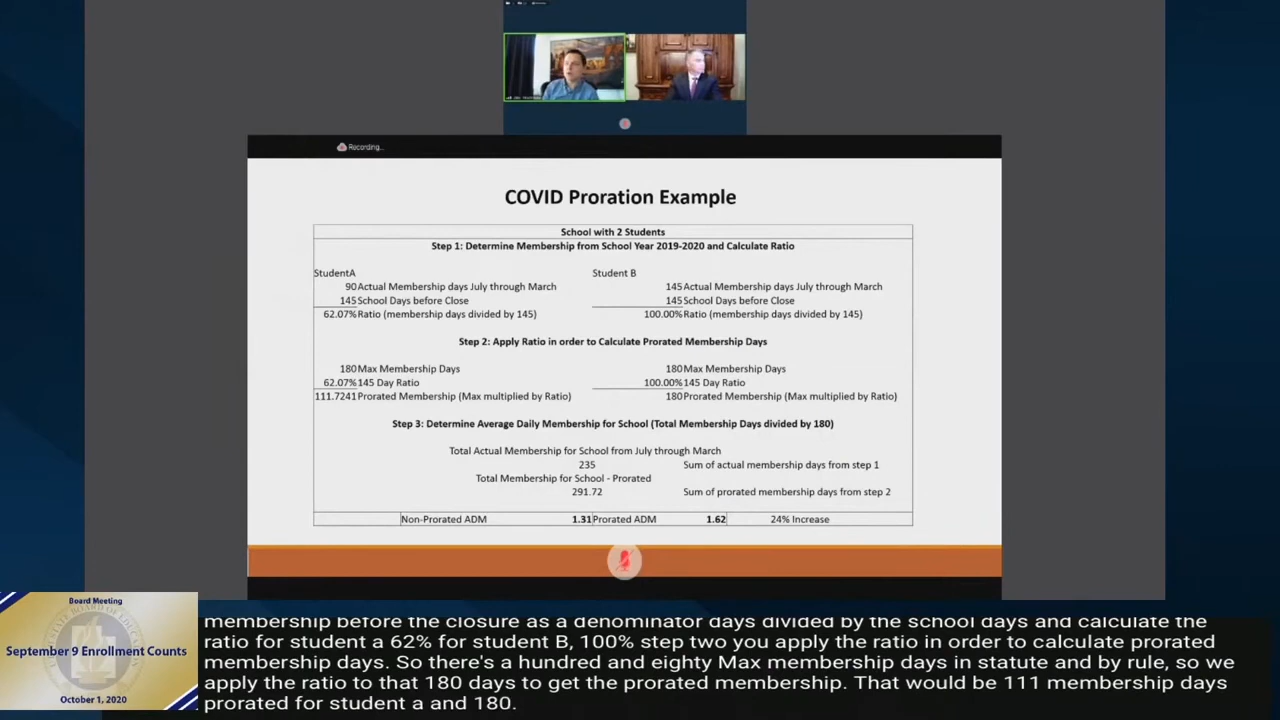 Recording...
COVID Proration Example
School with 2 Students
Step 1: Determine Membership from School Year 2019-2020 and Calculate Ratio
StudentA Student B
90 Actual Membership days July through March 145 Actual Membership days July through March
145 School Days before Close 145 School Days before Close
62.07% Ratio (membership days divided by 145) 100.00% Ratio (membership days divided by 145)
Step 2: Apply Ratio in order to Calculate Prorated Membership Days
180 Max Membership Days 180 Max Membership Days
62.07% 145 Day Ratio 100.00% 145 Day Ratio
111.7241 Prorated Membership (Max multiplied by Ratio) 180 Prorated Membership (Max multiplied by Ratio)
Step 3: Determine Average Daily Membership for School (Total Membership Days divided by 180)
Total Actual Membership for School from July through March
235 Sum of actual membership days from step 1
Total Membership for School - Prorated
291.72 Sum of prorated membership days from step 2
Non-Prorated ADM 1.31 Prorated ADM 1.62 24% Increase
Board Meeting
September 9 Enrollment Counts
October 1, 2020
membership before the closure as a denominator days divided by the school days and calculate the
ratio for student a 62% for student B, 100% step two you apply the ratio in order to calculate prorated
membership days. So there's a hundred and eighty Max membership days in statute and by rule, so we
apply the ratio to that 180 days to get the prorated membership. That would be 111 membership days
prorated for student a and 180.